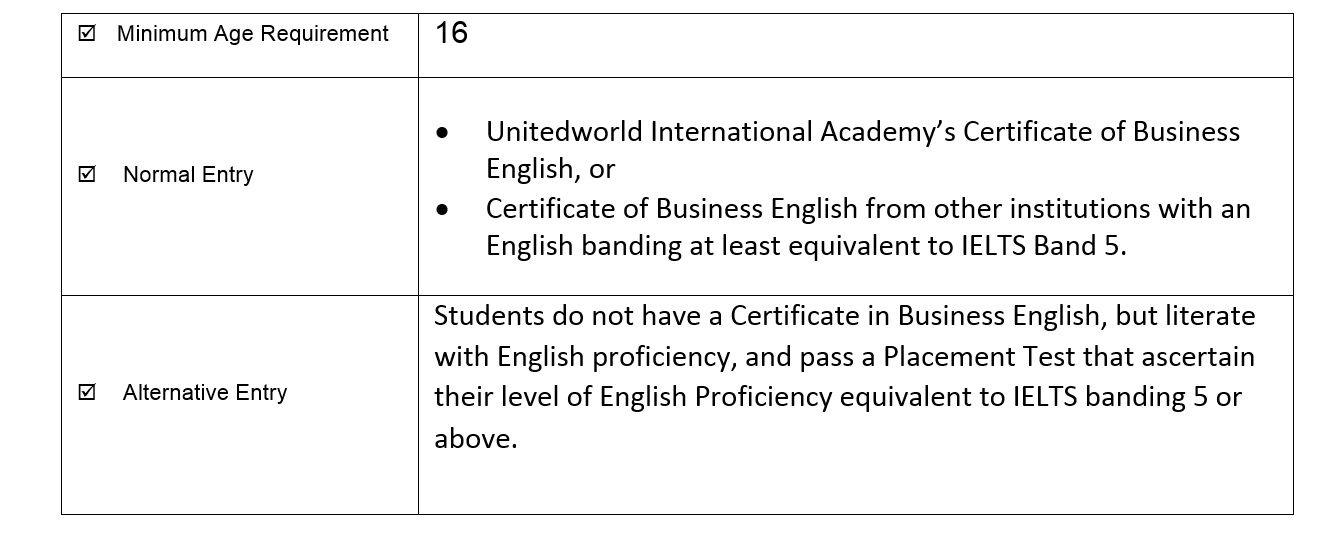 ☑ Minimum Age Requirement
16
☑ Normal Entry
● Unitedworld International Academy’s Certificate of Business
English, or
● Certificate of Business English from other institutions with an
English banding at least equivalent to IELTS Band 5.
☑ Alternative Entry
Students do not have a Certificate in Business English, but literate
with English proficiency, and pass a Placement Test that ascertain
their level of English Proficiency equivalent to IELTS banding 5 or
above.